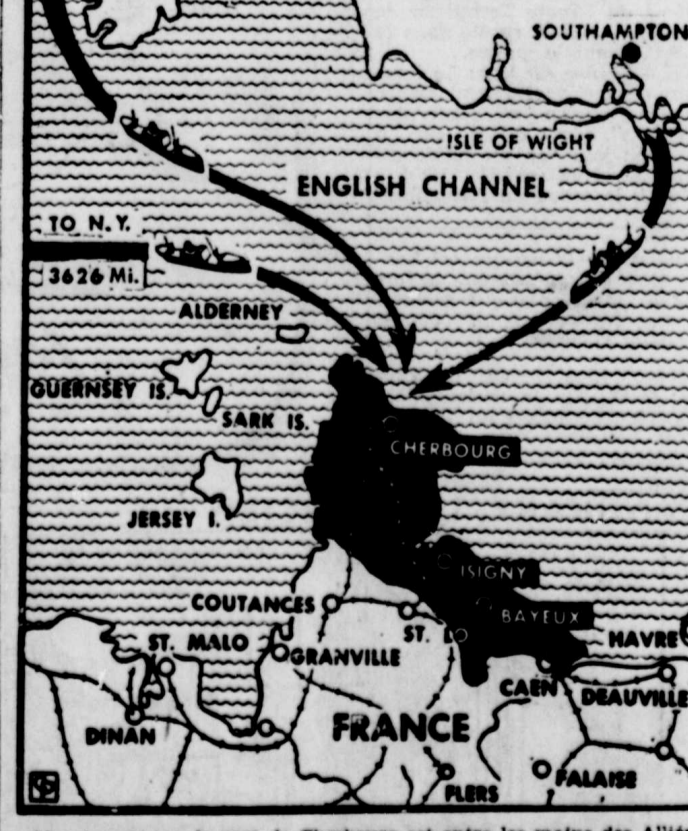 SOUTHAMPTON
ISLE OF WIGHT
ENGLISH CHANNEL
TO N.Y.
3626 Mi.
ALDERNEY
GUERNSEY IS.
SARK IS.
CHERBOURG
JERSEY I.
ISIGNY
COUTANCES
BAYEUX
ST. LO
HAVRE
ST. MALO
GRANVILLE
CAEN
DEAUVILLE
DINAN
FRANCE
FALAISE
FLERS